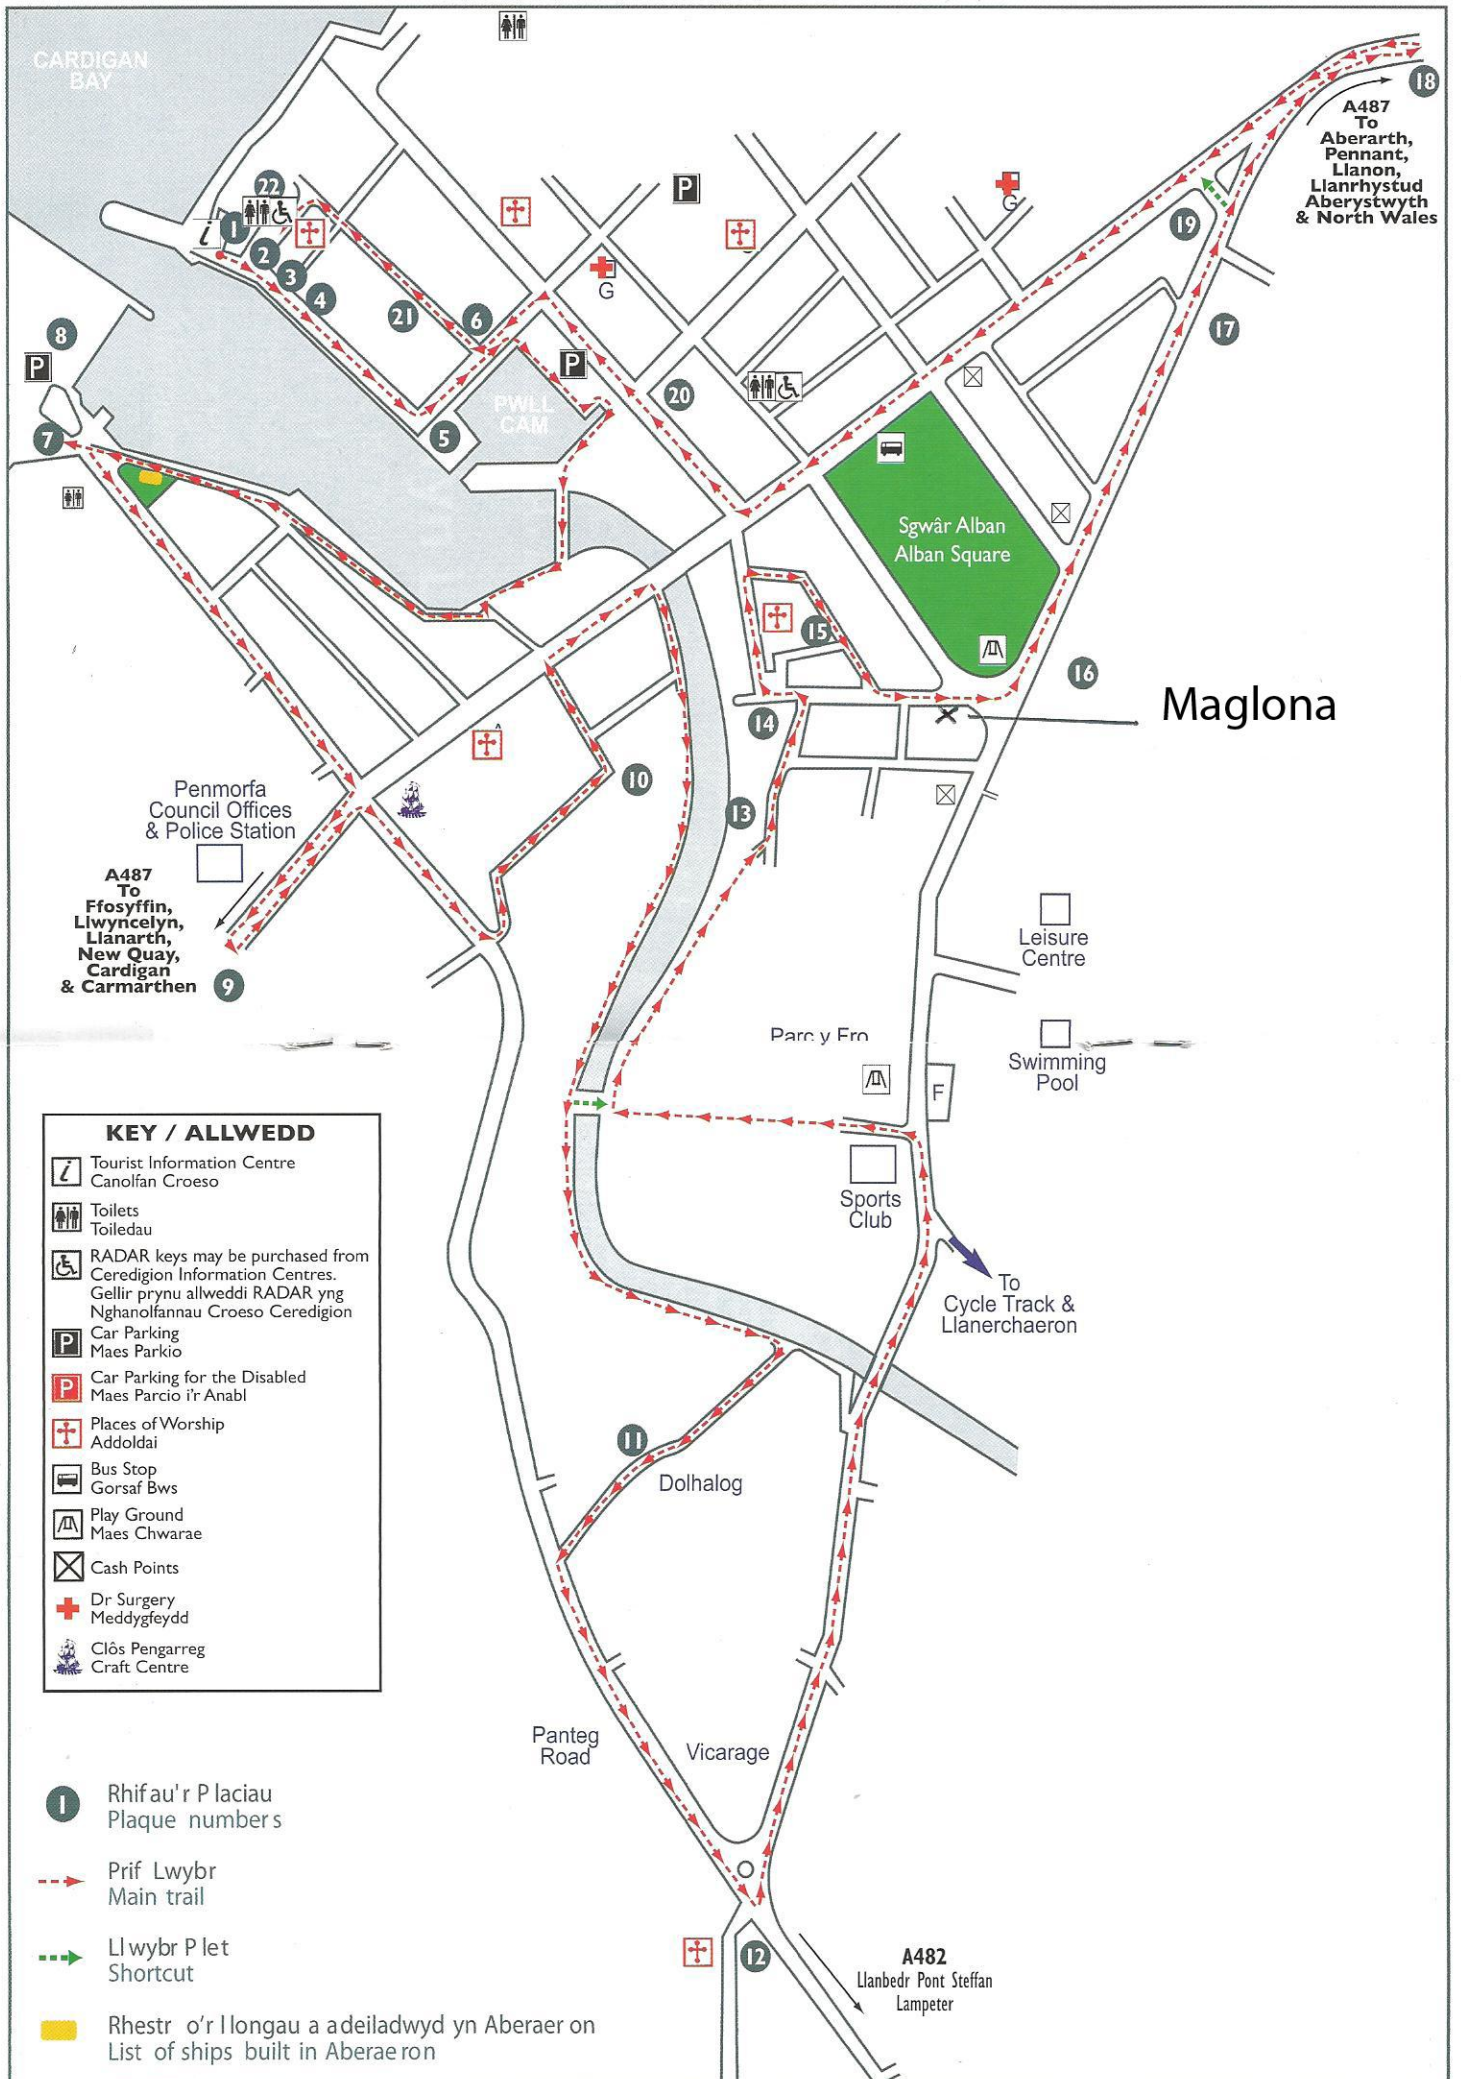 CARDIGAN
BAY
18
A487
To
Aberarth,
Pennant,
Llanon,
Llanrhystud
Aberystwyth
& North Wales
P
G
22
i
1
2
3
4
21
6
G
19
17
8
P
P
20
7
5
PWLL
CAM
Sgwâr Alban
Alban Square
15
16
Maglona
14
10
13
Penmorfa
Council Offices
& Police Station
A487
To
Ffosyffin,
Llwyncelyn,
Llanarth,
New Quay,
Cardigan
& Carmarthen
9
Leisure
Centre
Parc y Fro
Swimming
Pool
F
Sports
Club
To
Cycle Track &
Llanerchaeron
11
Dolhalog
Panteg
Road
Vicarage
12
A482
Llanbedr Pont Steffan
Lampeter
KEY / ALLWEDD
i
Tourist Information Centre
Canolfan Croeso
Toilets
Toiledau
RADAR keys may be purchased from
Ceredigion Information Centres.
Gellir prynu allweddi RADAR yng
Nghanolfannau Croeso Ceredigion
P
Car Parking
Maes Parkio
P
Car Parking for the Disabled
Maes Parcio i'r Anabl
Places of Worship
Addoldai
Bus Stop
Gorsaf Bws
Play Ground
Maes Chwarae
Cash Points
Dr Surgery
Meddygfeydd
Clôs Pengarreg
Craft Centre
1
Rhifau'r Placiau
Plaque numbers
Prif Lwybr
Main trail
Llwybr Plet
Shortcut
Rhestr o'r llongau a adeiladwyd yn Aberaeron
List of ships built in Aberaeron